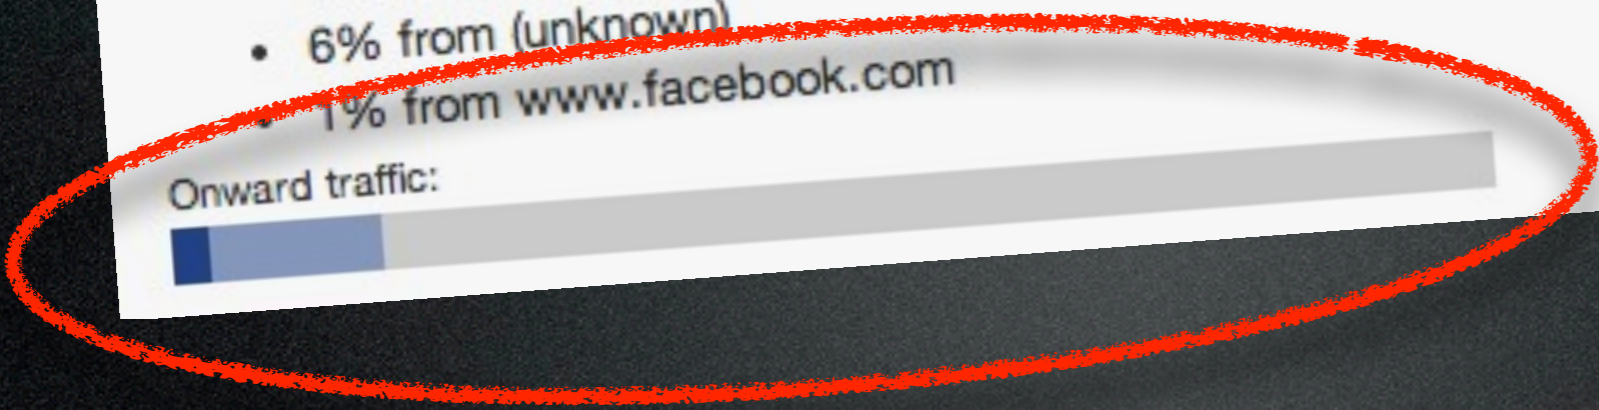 • 6% from (unknown)
• 1% from www.facebook.com
Onward traffic: